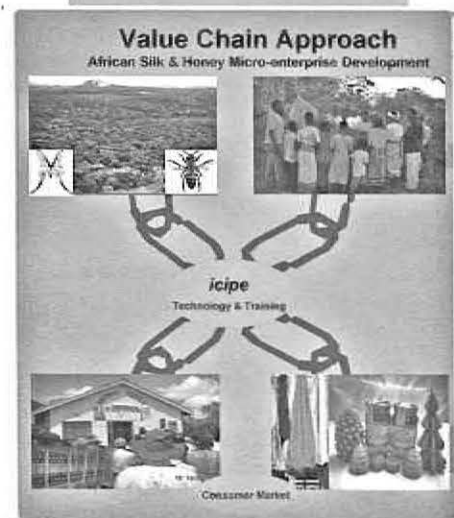 Value Chain Approach
African Silk & Honey Micro-enterprise Development
icipe
Technology & Training
Consumer Market